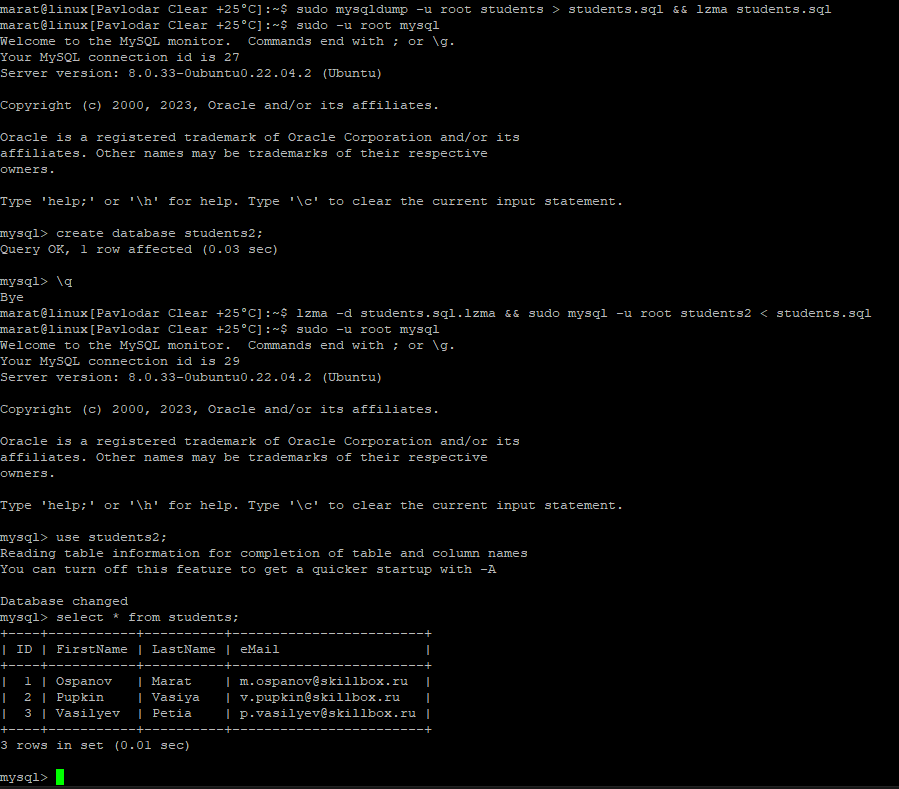 marat@linux[Pavlodar Clear +25°C]:~$ sudo mysqldump -u root students > students.sql && lzma students.sql
marat@linux[Pavlodar Clear +25°C]:~$ sudo -u root mysql
Welcome to the MySQL monitor.  Commands end with ; or \g.
Your MySQL connection id is 27
Server version: 8.0.33-0ubuntu0.22.04.2 (Ubuntu)

Copyright (c) 2000, 2023, Oracle and/or its affiliates.

Oracle is a registered trademark of Oracle Corporation and/or its
affiliates. Other names may be trademarks of their respective
owners.

Type 'help;' or '\h' for help. Type '\c' to clear the current input statement.

mysql> create database students2;
Query OK, 1 row affected (0.03 sec)

mysql> \q
Bye
marat@linux[Pavlodar Clear +25°C]:~$ lzma -d students.sql.lzma && sudo mysql -u root students2 < students.sql
marat@linux[Pavlodar Clear +25°C]:~$ sudo -u root mysql
Welcome to the MySQL monitor.  Commands end with ; or \g.
Your MySQL connection id is 29
Server version: 8.0.33-0ubuntu0.22.04.2 (Ubuntu)

Copyright (c) 2000, 2023, Oracle and/or its affiliates.

Oracle is a registered trademark of Oracle Corporation and/or its
affiliates. Other names may be trademarks of their respective
owners.

Type 'help;' or '\h' for help. Type '\c' to clear the current input statement.

mysql> use students2;
Reading table information for completion of table and column names
You can turn off this feature to get a quicker startup with -A

Database changed
mysql> select * from students;
+----+-----------+----------+------------------------+
| ID | FirstName | LastName | eMail                  |
+----+-----------+----------+------------------------+
|  1 | Ospanov   | Marat    | m.ospanov@skillbox.ru  |
|  2 | Pupkin    | Vasiya   | v.pupkin@skillbox.ru   |
|  3 | Vasilyev  | Petia    | p.vasilyev@skillbox.ru |
+----+-----------+----------+------------------------+
3 rows in set (0.01 sec)

mysql>